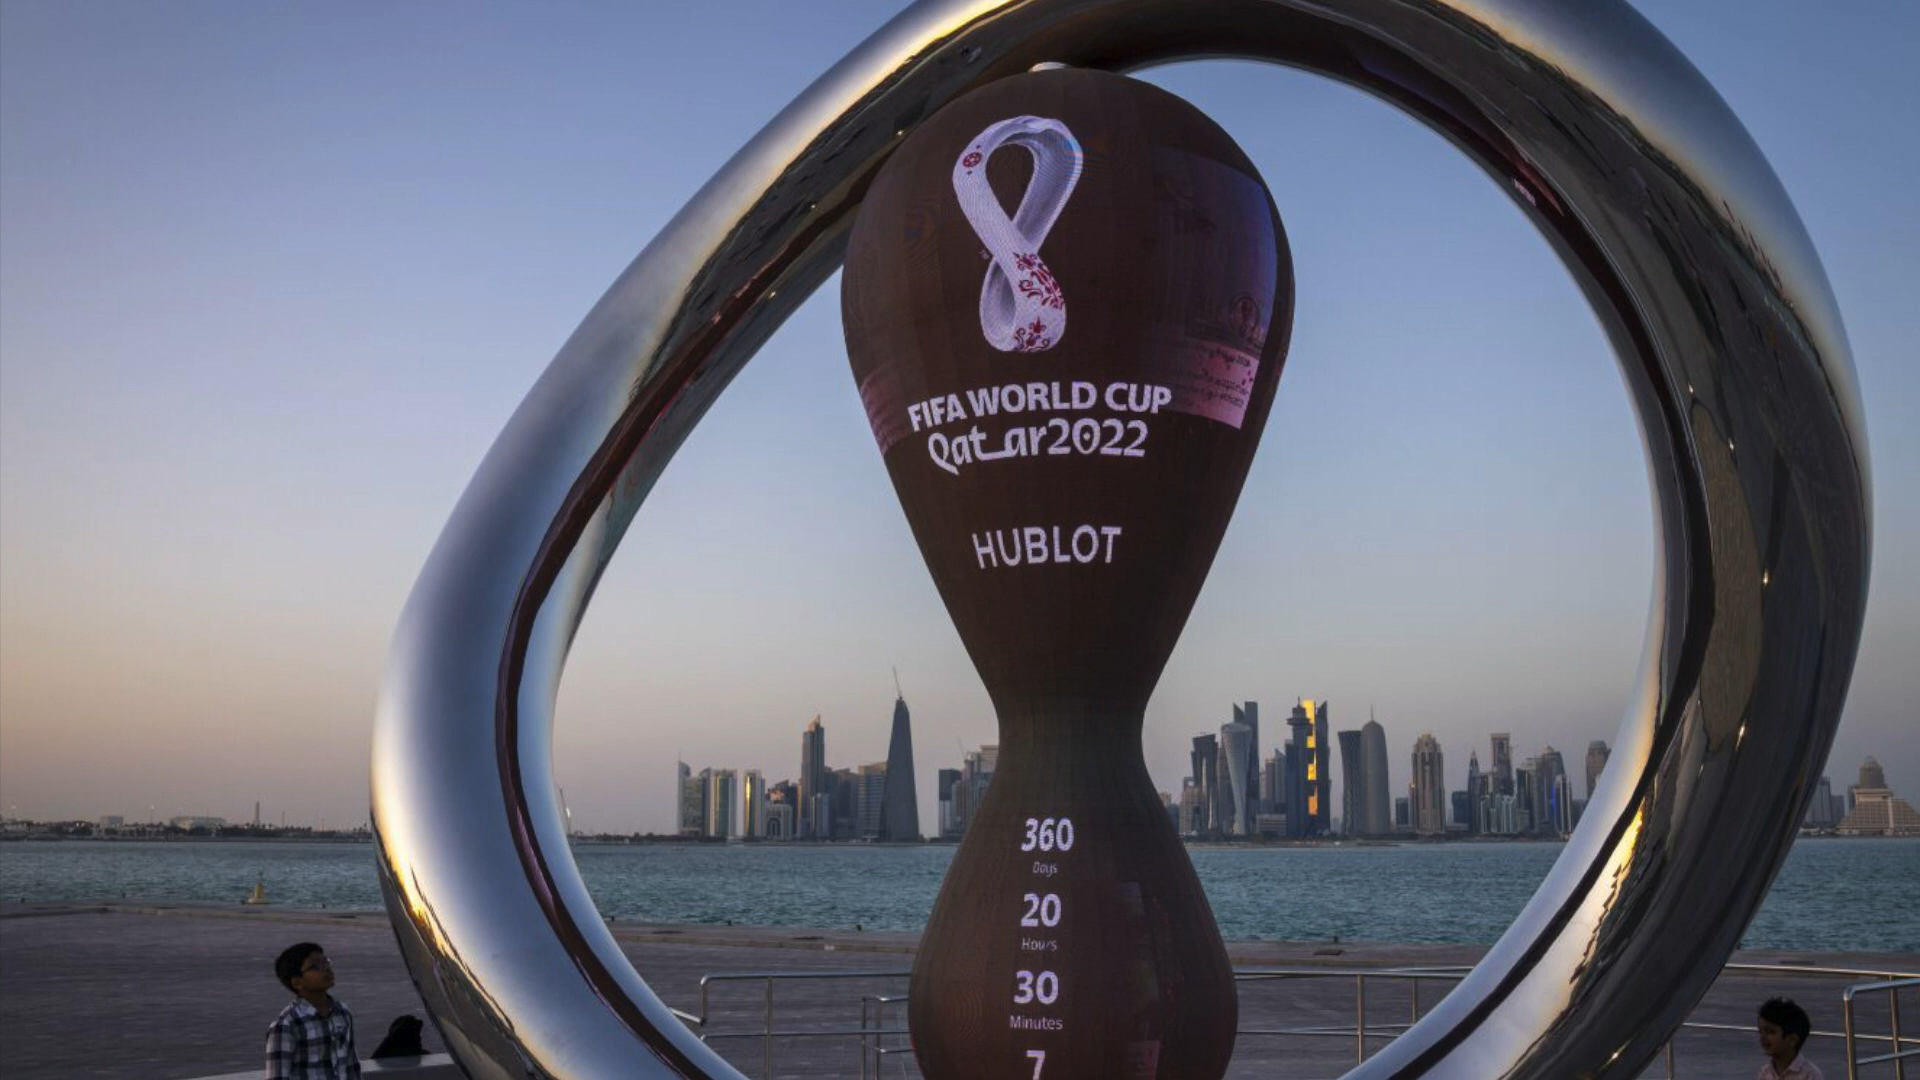 FIFA WORLD CUP
Qatar2022
HUBLOT
360
Days
20
Hours
30
Minutes
7